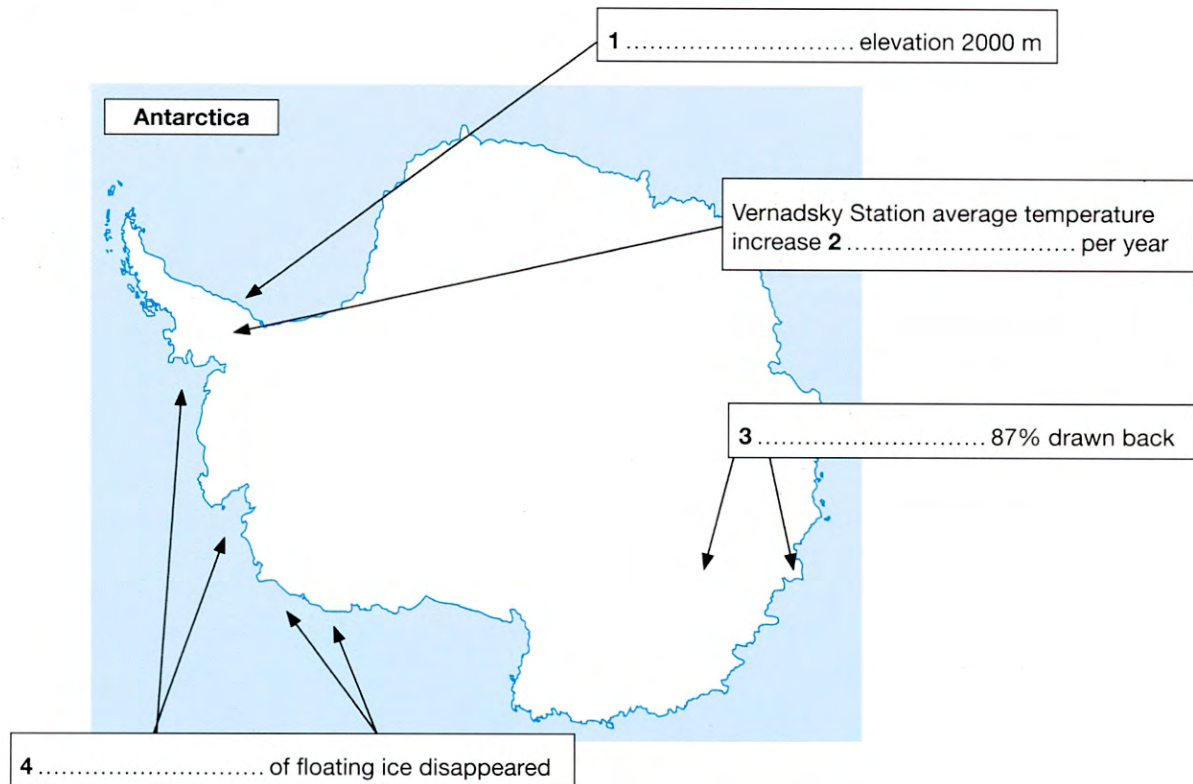 1 ............................. elevation 2000 m
Antarctica
Vernadsky Station average temperature
increase 2 ............................. per year
3 ............................. 87% drawn back
4 ............................. of floating ice disappeared